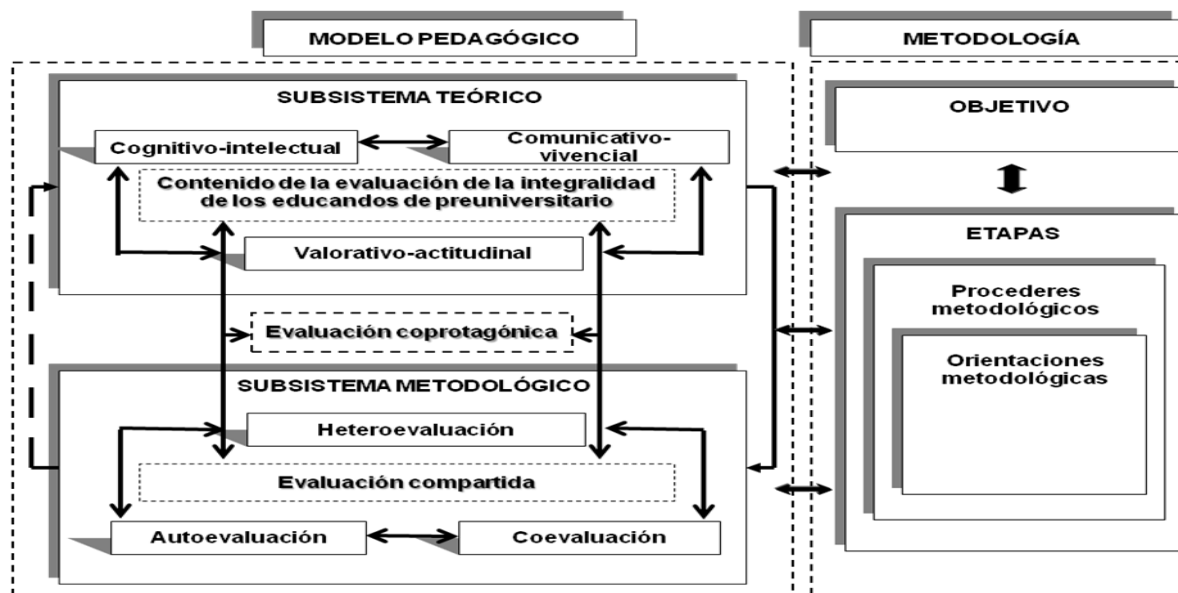 MODELO PEDAGÓGICO
SUBSISTEMA TEÓRICO
Cognitivo-intelectual
Comunicativo-
vivencial
Contenido de la evaluación de la integralidad
de los educandos de preuniversitario
Valorativo-actitudinal
Evaluación coprotagónica
SUBSISTEMA METODOLÓGICO
Heteroevaluación
Evaluación compartida
Autoevaluación
Coevaluación
METODOLOGÍA
OBJETIVO
ETAPAS
Procederes
metodológicos
Orientaciones
metodológicas